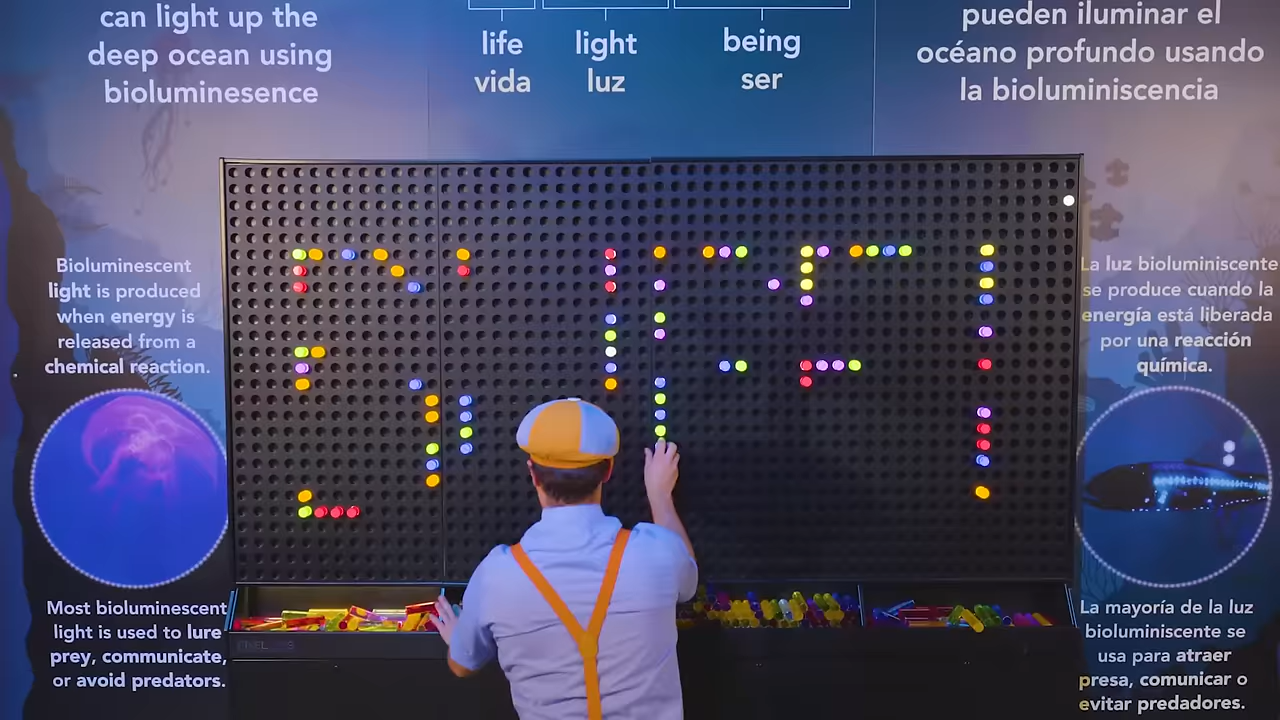 can light up the
deep ocean using
bioluminesence
life
vida
light
luz
being
ser
pueden iluminar el
océano profundo usando
la bioluminiscencia
Bioluminescent
light is produced
when energy is
released from a
chemical reaction.
Most bioluminescent
light is used to lure
prey, communicate,
or avoid predators.
La luz bioluminiscente
se produce cuando la
energía está liberada
por una reacción
química.
La mayoría de la luz
bioluminiscente se
usa para atraer
presa, comunicar o
evitar predadores.